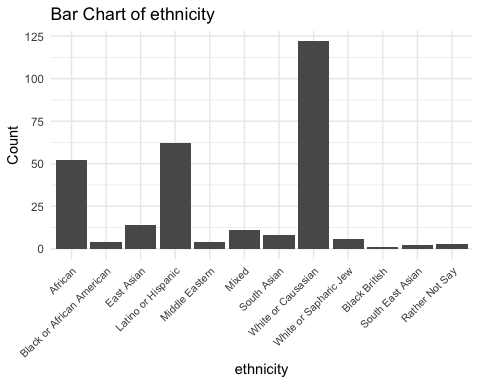 Bar Chart of ethnicity
125
100
75
50
25
0
Count
African
Black or African American
East Asian
Latino or Hispanic
Middle Eastern
Mixed
South Asian
White or Causasian
White or Sapharic Jew
Black British
South East Asian
Rather Not Say
ethnicity